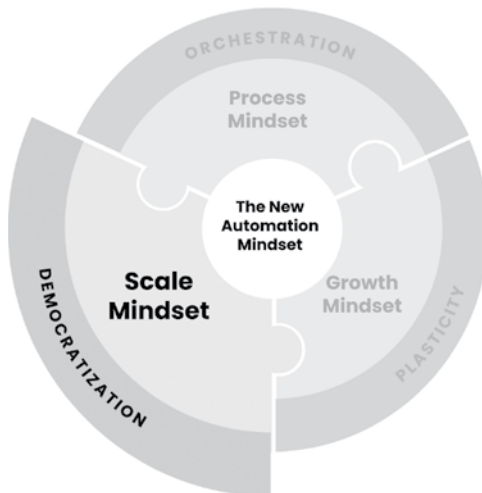 ORCHESTRATION
Process
Mindset
The New
Automation
Mindset
Scale
Mindset
Growth
Mindset
DEMOCRATIZATION
PLASTICITY